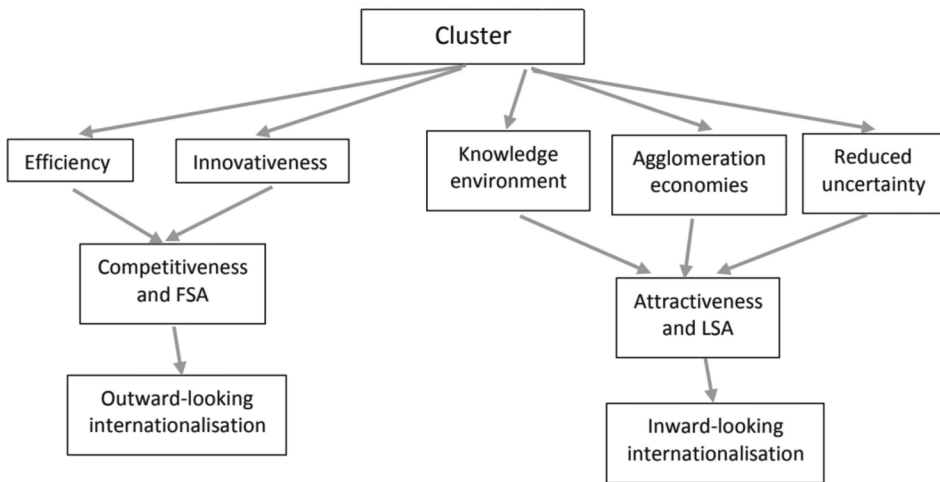 Cluster
Efficiency
Innovativeness
Knowledge
environment
Agglomeration
economies
Reduced
uncertainty
Competitiveness
and FSA
Attractiveness
and LSA
Outward-looking
internationalisation
Inward-looking
internationalisation